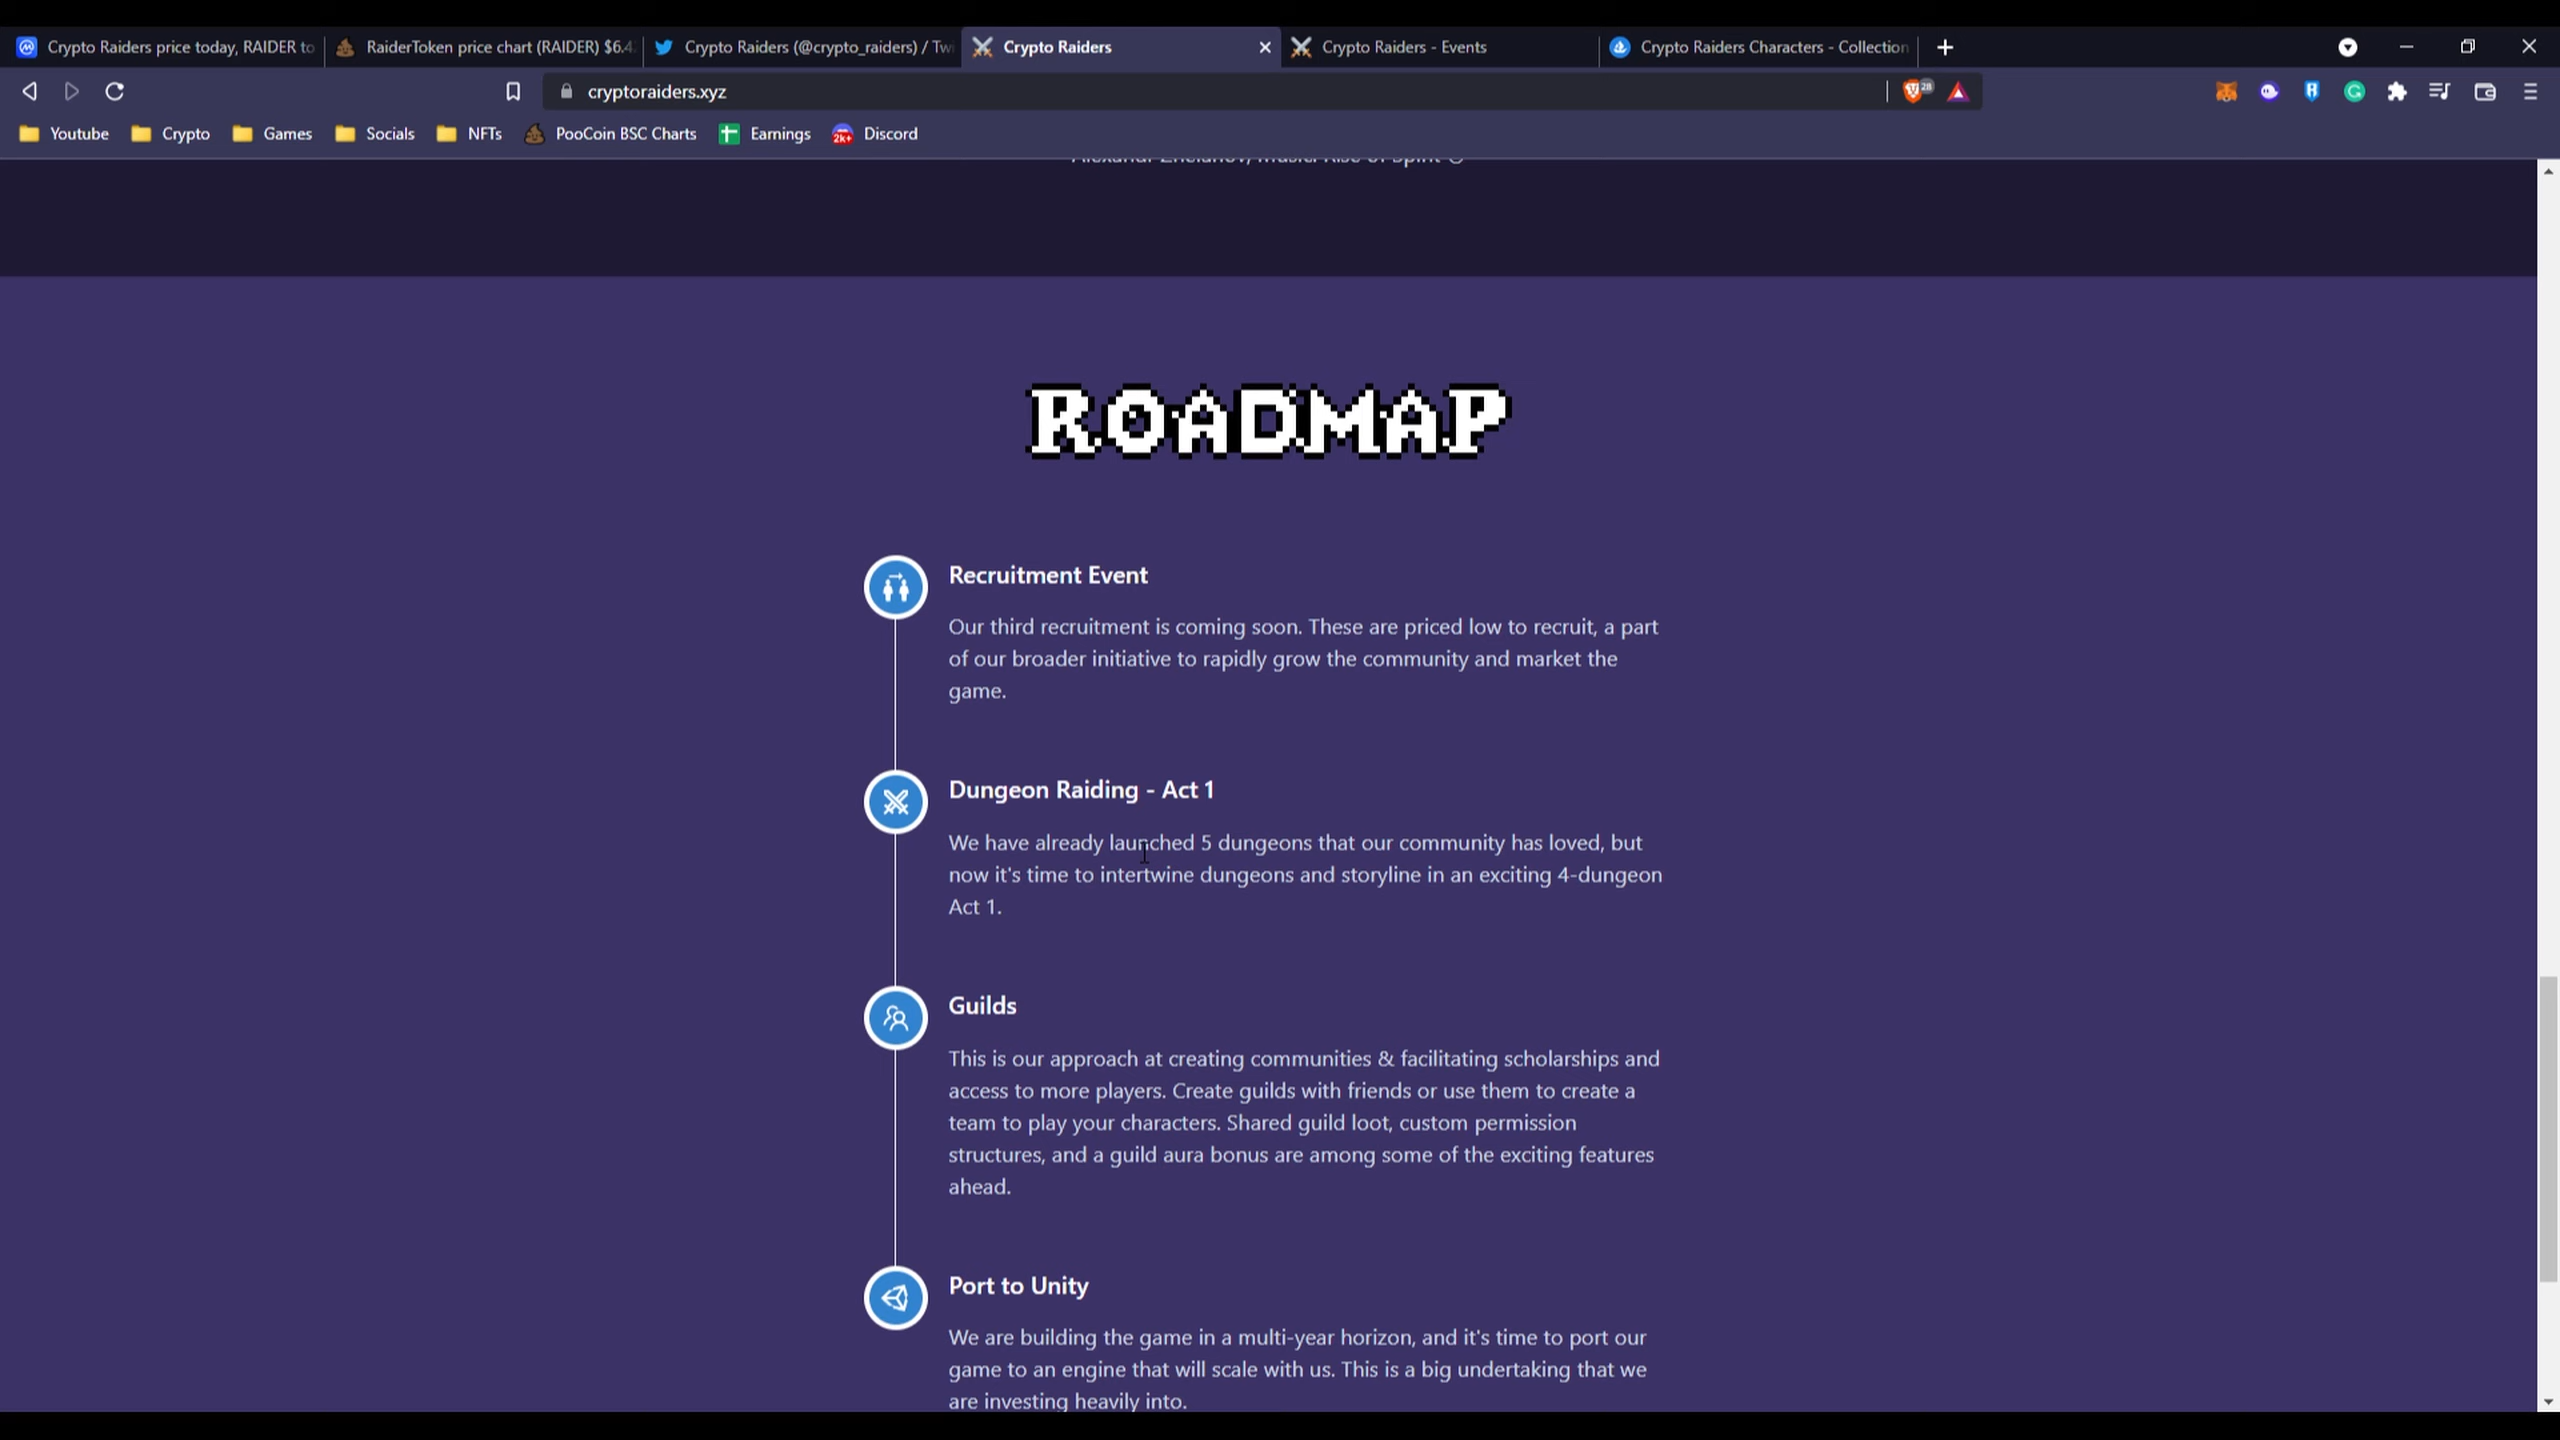 Crypto Raiders price today, RAIDER to
RaiderToken price chart (RAIDER) $6.4
Crypto Raiders (@crypto_raiders) / Twi
Crypto Raiders
Crypto Raiders - Events
Crypto Raiders Characters - Collection
cryptoraiders.xyz
28
Youtube
Crypto
Games
Socials
NFTs
PooCoin BSC Charts
Earnings
2K+
Discord
ROADMAP
Recruitment Event
Our third recruitment is coming soon. These are priced low to recruit, a part
of our broader initiative to rapidly grow the community and market the
game.
Dungeon Raiding - Act 1
We have already launched 5 dungeons that our community has loved, but
now it's time to intertwine dungeons and storyline in an exciting 4-dungeon
Act 1.
Guilds
This is our approach at creating communities & facilitating scholarships and
access to more players. Create guilds with friends or use them to create a
team to play your characters. Shared guild loot, custom permission
structures, and a guild aura bonus are among some of the exciting features
ahead.
Port to Unity
We are building the game in a multi-year horizon, and it's time to port our
game to an engine that will scale with us. This is a big undertaking that we
are investing heavily into.